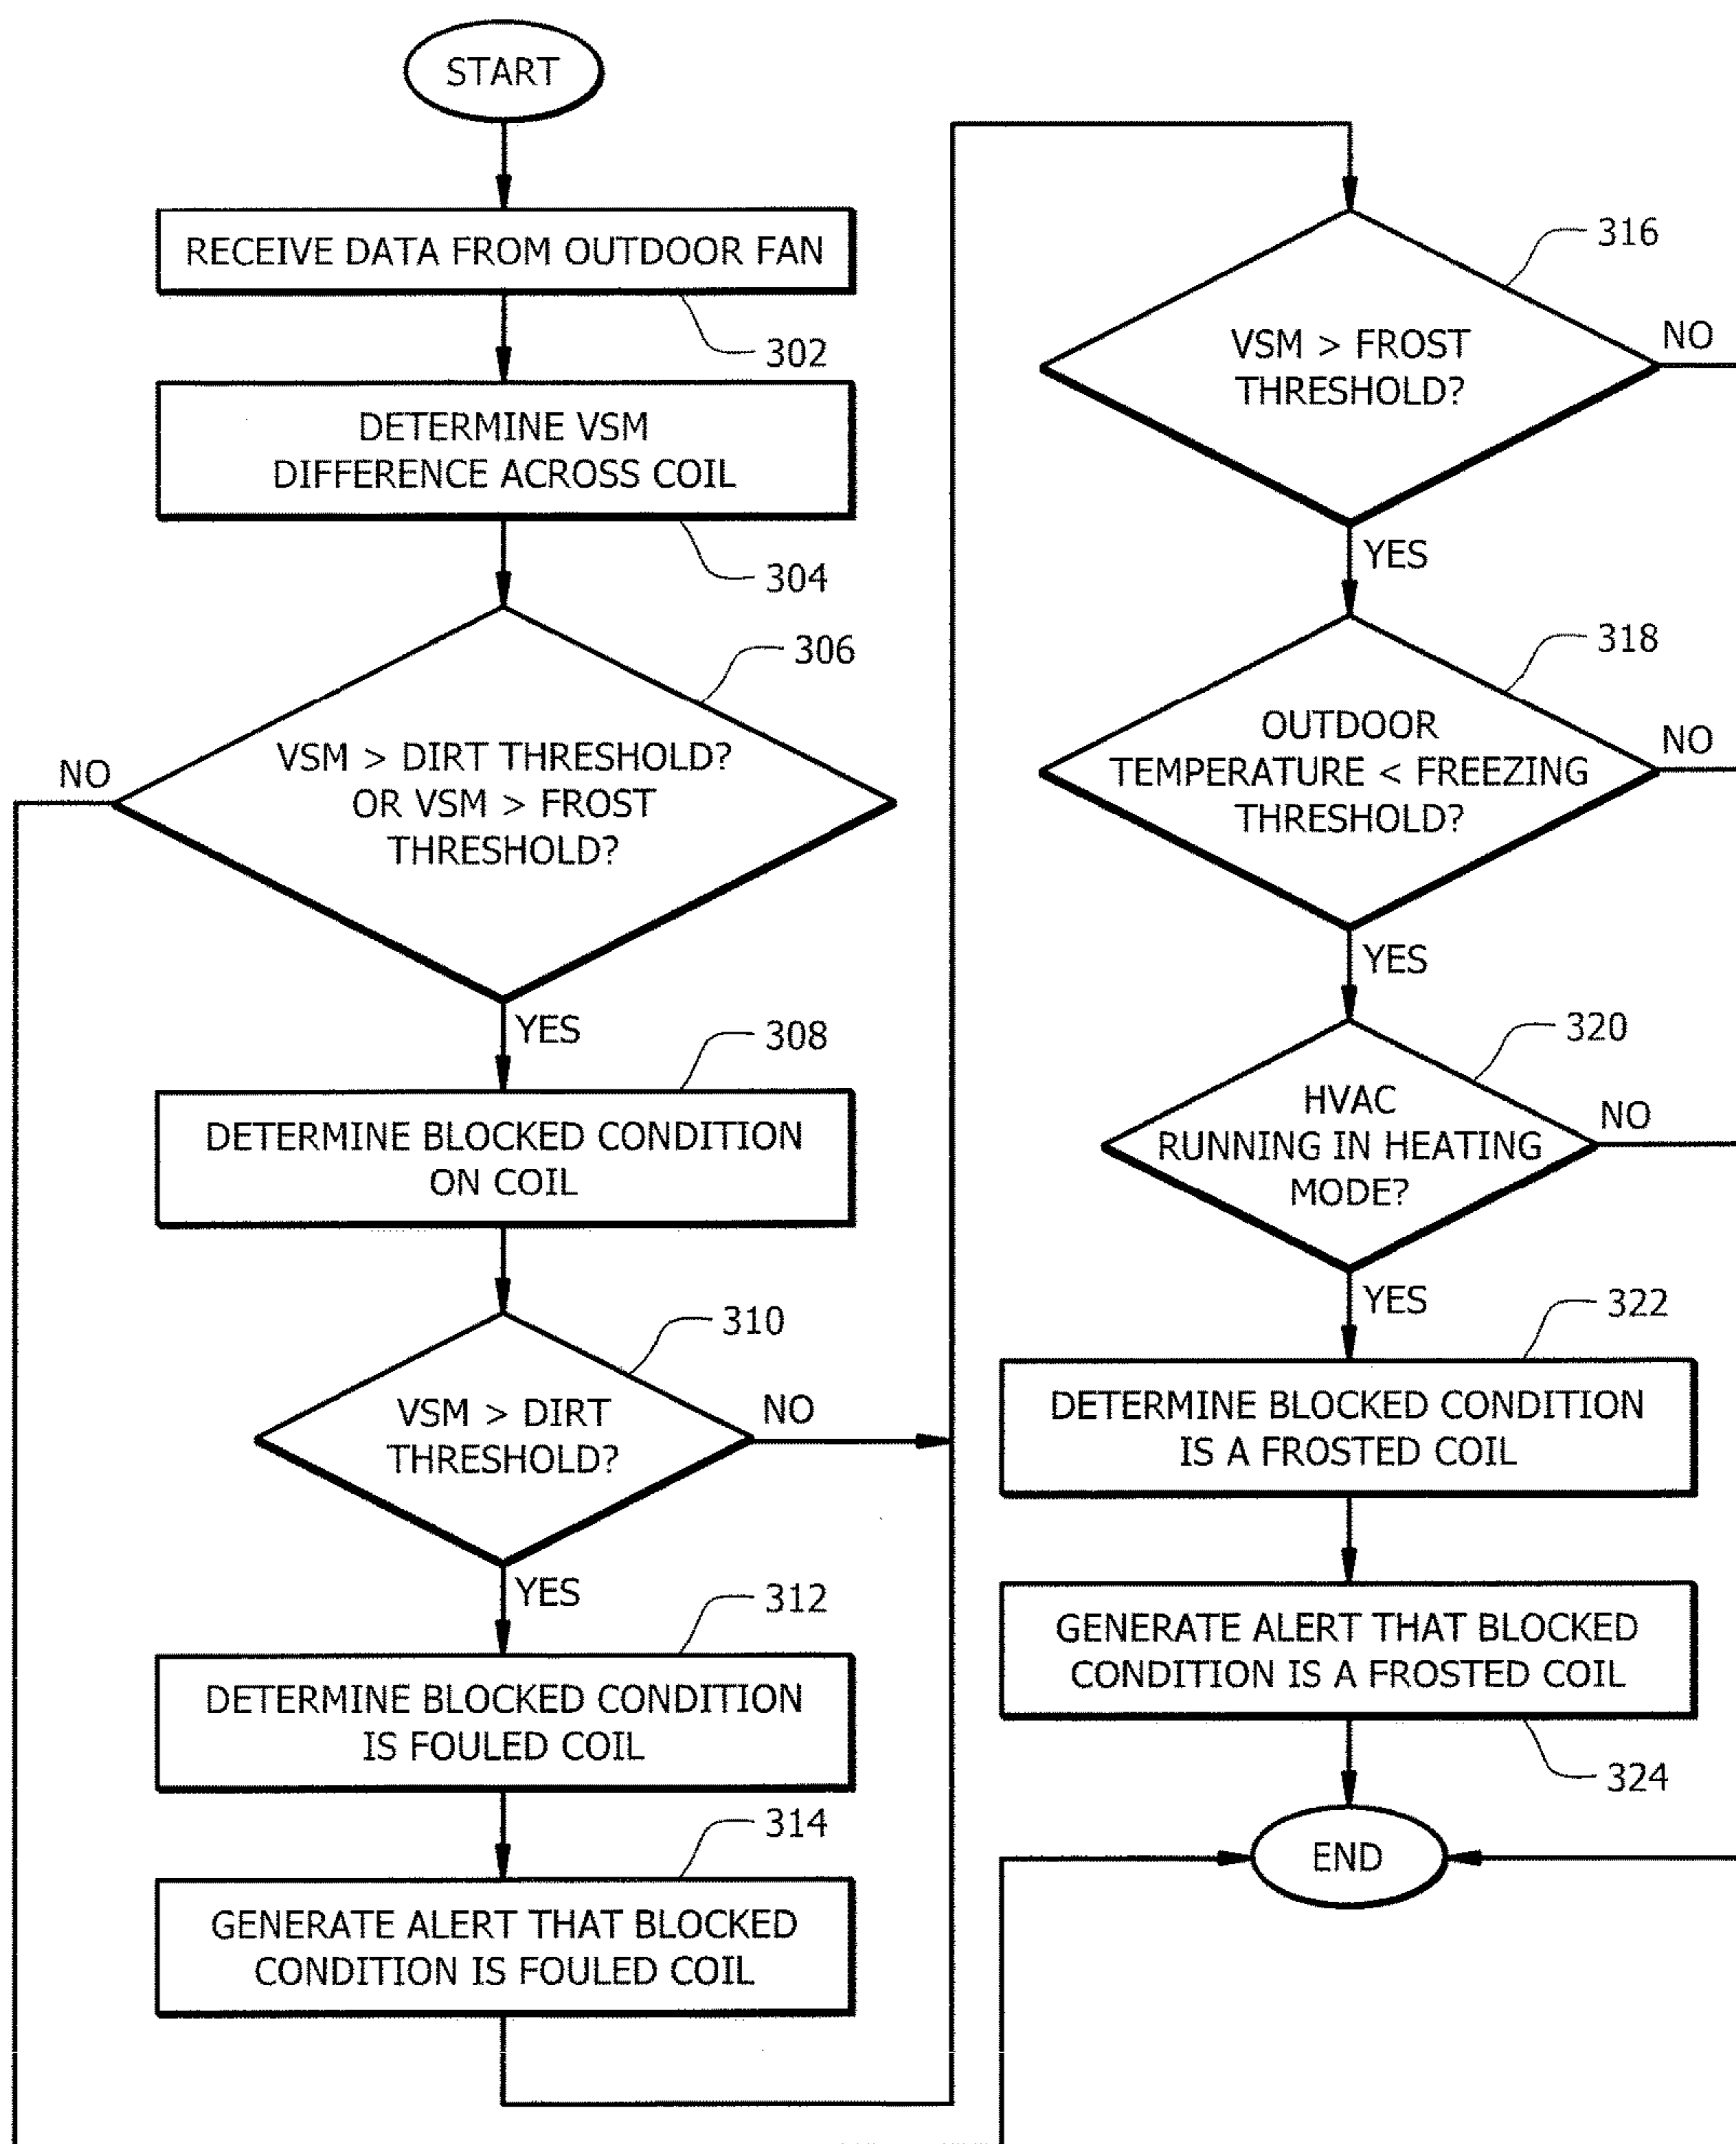 START
RECEIVE DATA FROM OUTDOOR FAN
302
DETERMINE VSM
DIFFERENCE ACROSS COIL
304
306
VSM > DIRT THRESHOLD?
OR VSM > FROST
THRESHOLD?
NO
YES
308
DETERMINE BLOCKED CONDITION
ON COIL
310
VSM > DIRT
THRESHOLD?
NO
YES
312
DETERMINE BLOCKED CONDITION
IS FOULED COIL
314
GENERATE ALERT THAT BLOCKED
CONDITION IS FOULED COIL
316
VSM > FROST
THRESHOLD?
NO
YES
318
OUTDOOR
TEMPERATURE < FREEZING
THRESHOLD?
NO
YES
320
HVAC
RUNNING IN HEATING
MODE?
NO
YES
322
DETERMINE BLOCKED CONDITION
IS A FROSTED COIL
GENERATE ALERT THAT BLOCKED
CONDITION IS A FROSTED COIL
324
END